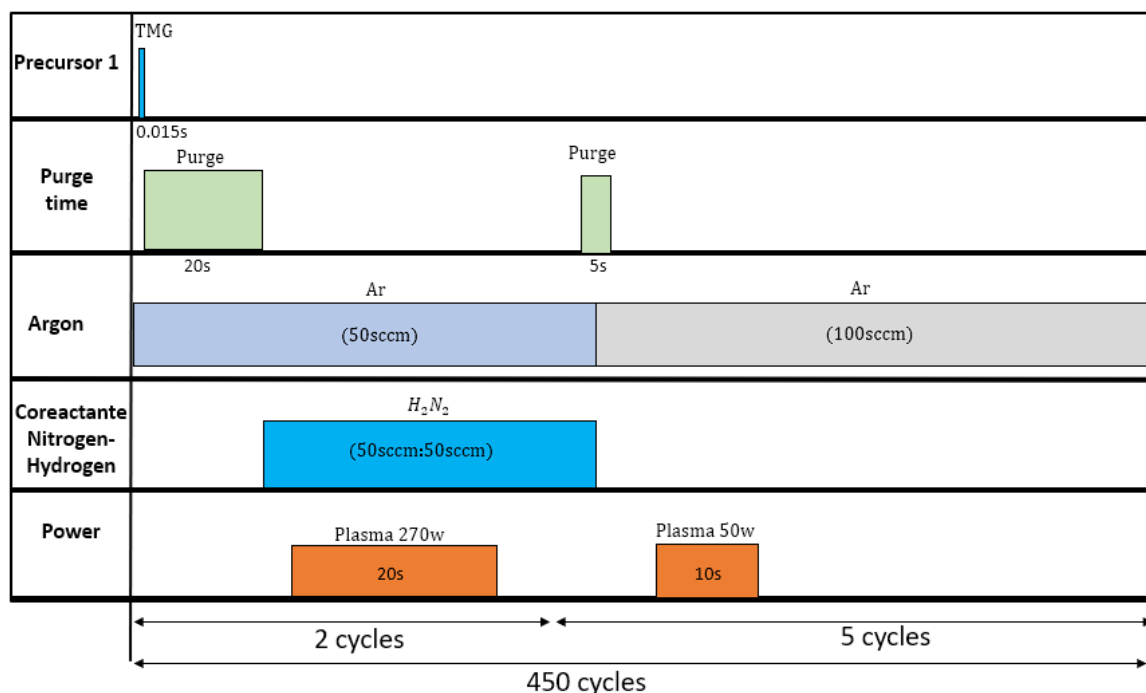 TMG
Precursor 1
0.015s
Purge
Purge
Purge
time
20s
5s
Ar
Ar
Argon
(50sccm)
(100sccm)
Coreactante
Nitrogen-
Hydrogen
H₂N₂
(50sccm:50sccm)
Power
Plasma 270w
Plasma 50w
20s
10s
2 cycles
5 cycles
450 cycles